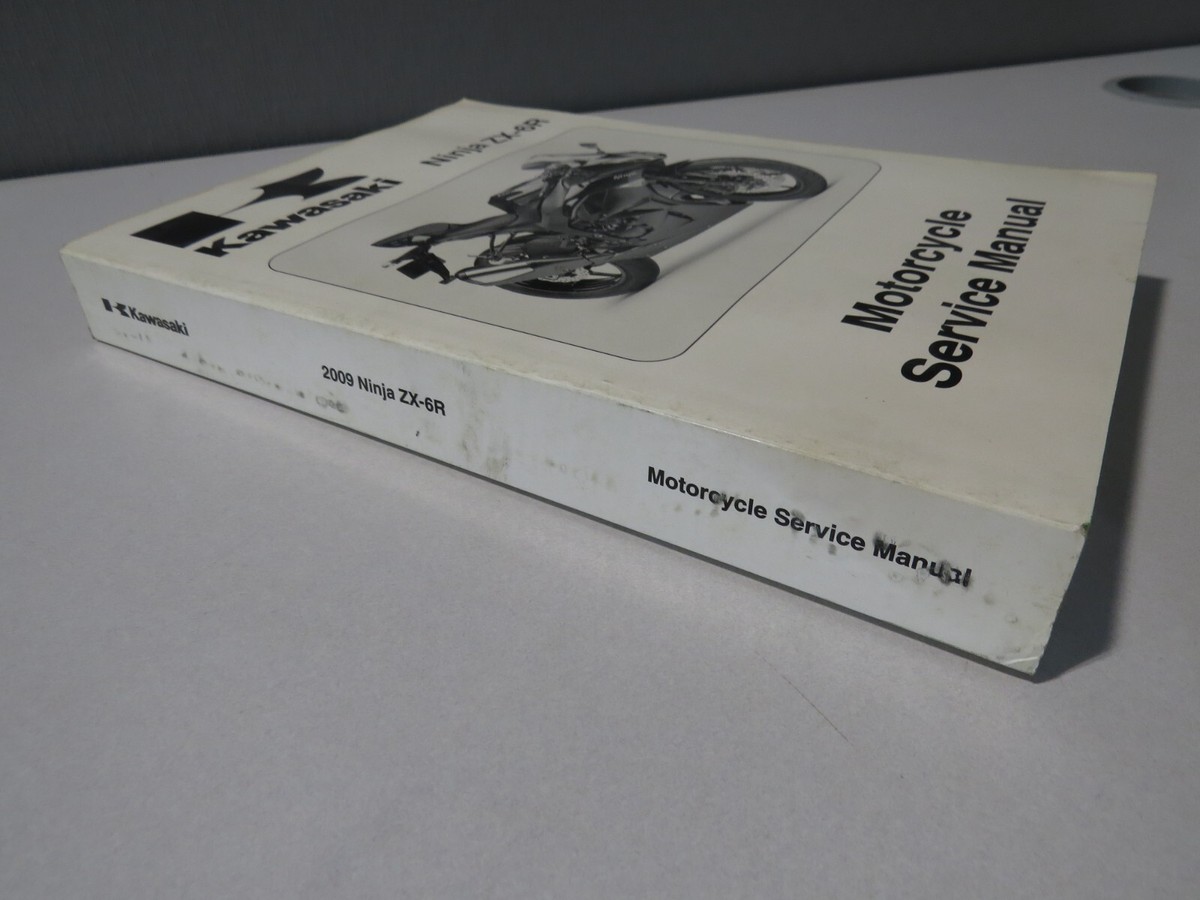 Kawasaki
Ninja ZX-6R
Motorcycle
Service Manual
Kawasaki
2009 Ninja ZX-6R
Motorcycle Service Manual